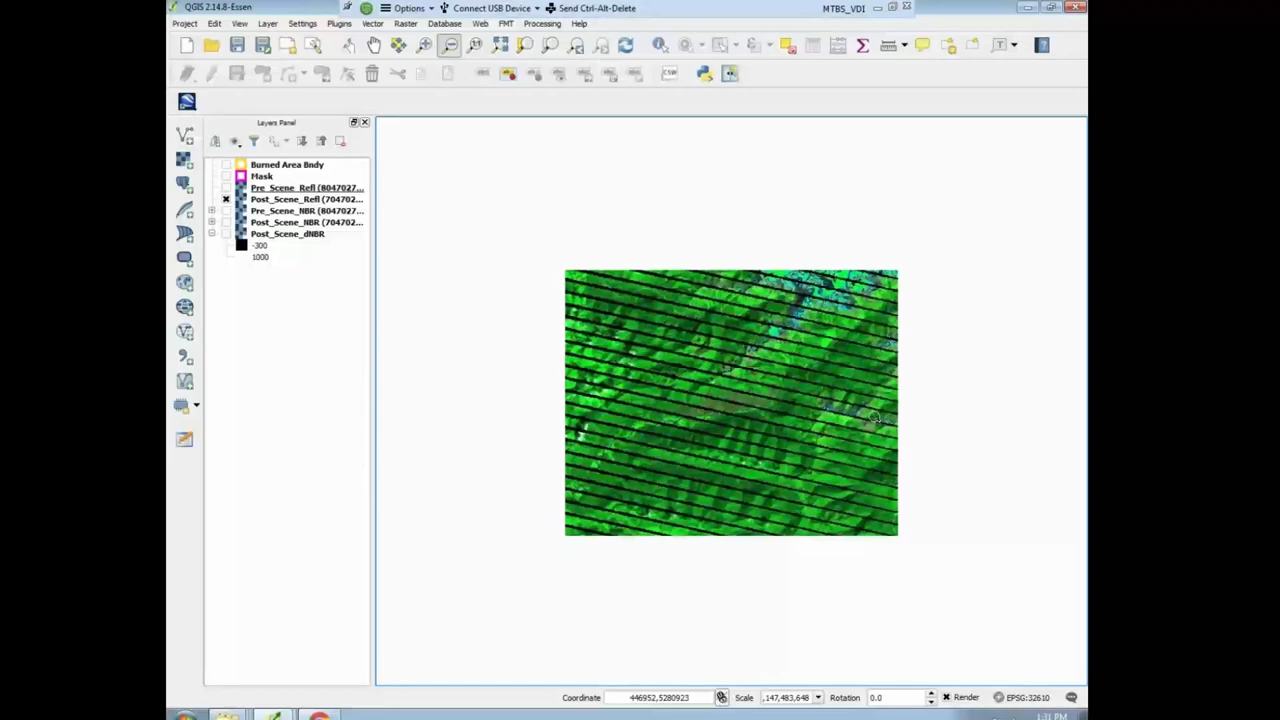 QGIS 2.14.8-Essen
Options
Connect USB Device
Send Ctrl-Alt-Delete
MTBS_VDI
Project Edit View Layer Settings Plugins Vector Raster Database Web FMT Processing Help
CSW
Layers Panel
Burned Area Bndy
Mask
Pre_Scene_Refl (8047027...
Post_Scene_Refl (704702...
Pre_Scene_NBR (8047027...
Post_Scene_NBR (704702...
Post_Scene_dNBR
-300
1000
Coordinate 446952,5280923 Scale ,147,483,648 Rotation 0.0 Render EPSG:32610
1:31 PM